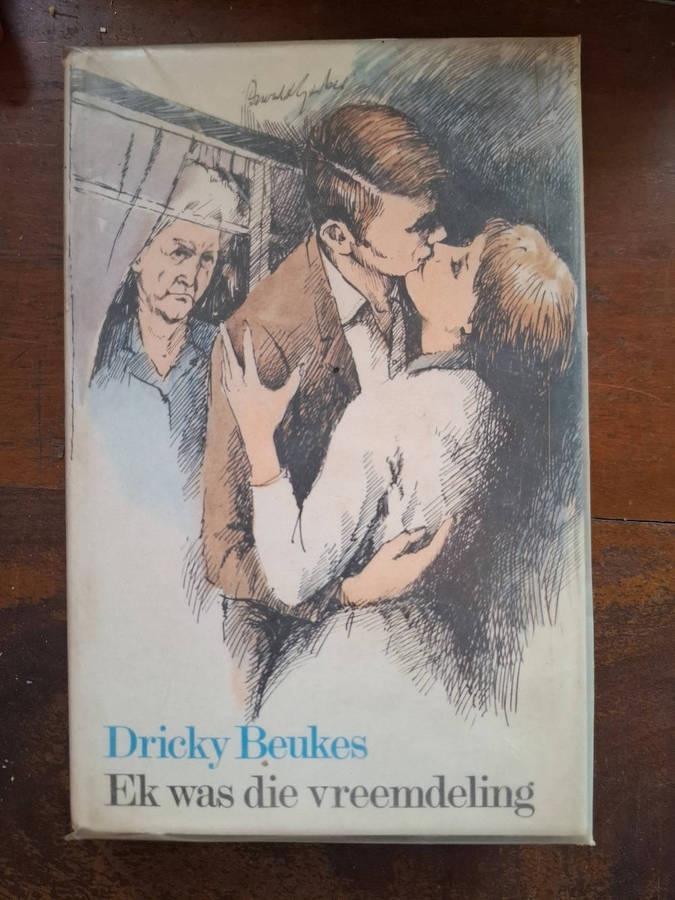 Dricky Beukes
Ek was die vreemdeling